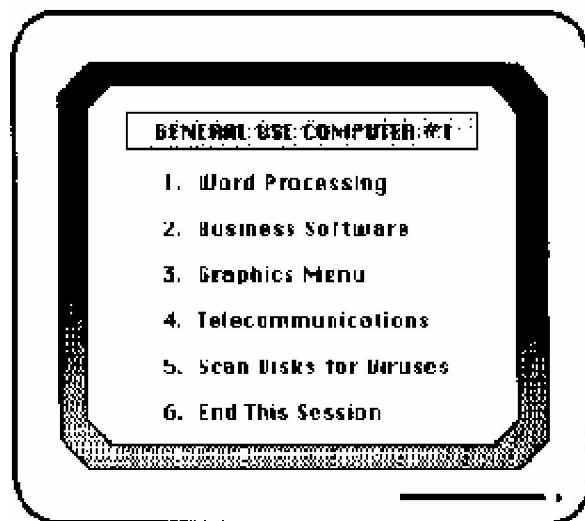 GENERAL USE COMPUTER #1
1. Word Processing
2. Business Software
3. Graphics Menu
4. Telecommunications
5. Scan Disks for Viruses
6. End This Session